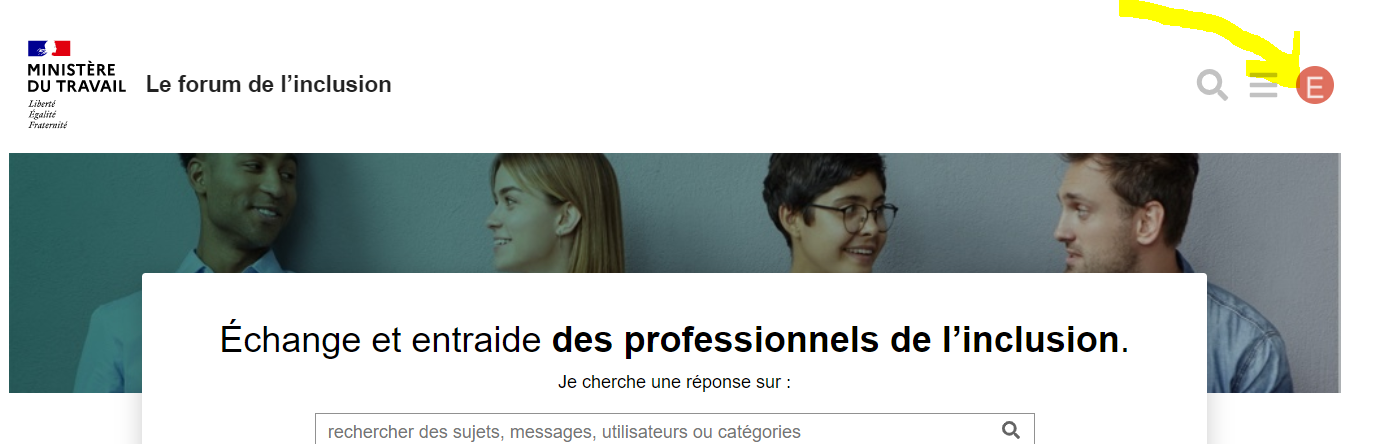 MINISTÈRE
DU TRAVAIL
Liberté
Égalité
Fraternité
Le forum de l’inclusion
E
Échange et entraide des professionnels de l’inclusion.
Je cherche une réponse sur :
rechercher des sujets, messages, utilisateurs ou catégories